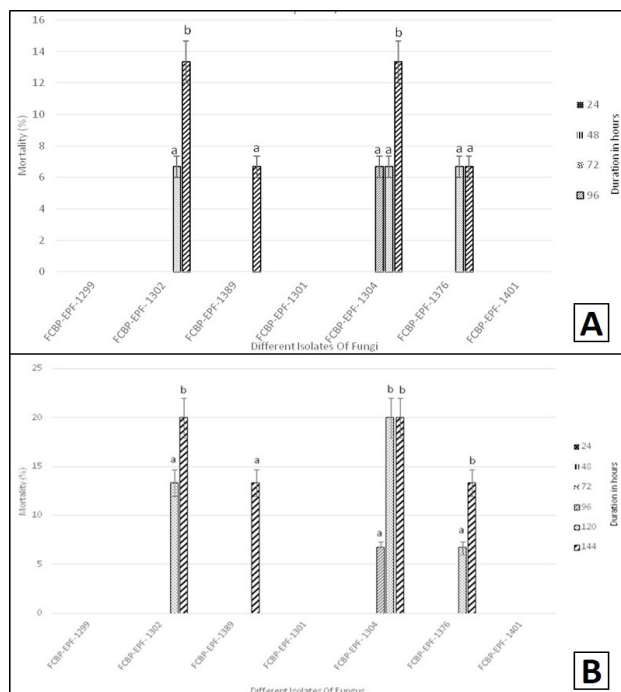 16
14
12
10
8
6
4
2
0
Mortality (%)
a
b
a
a
a
b
a
a
24
48
72
96
Duration in hours
FCBP-EPF-1299
FCBP-EPF-1302
FCBP-EPF-1389
FCBP-EPF-1301
FCBP-EPF- 1304
FCBP-EPF-1376
FCBP-EPF -1401
Different Isolates Of Fungi
A
25
20
15
10
5
0
Mortality (%)
a
b
a
a
b
b
a
b
24
48
72
96
120
144
Duration in hours
FCBP-EPF-1299
FCBP-EPF-1302
FCBP-EPF-1389
FCBP-EPF-1301
FCBP-EPF- 1304
FCBP-EPF-1376
FCBP-EPF -1401
Different Isolates Of Fungus
B